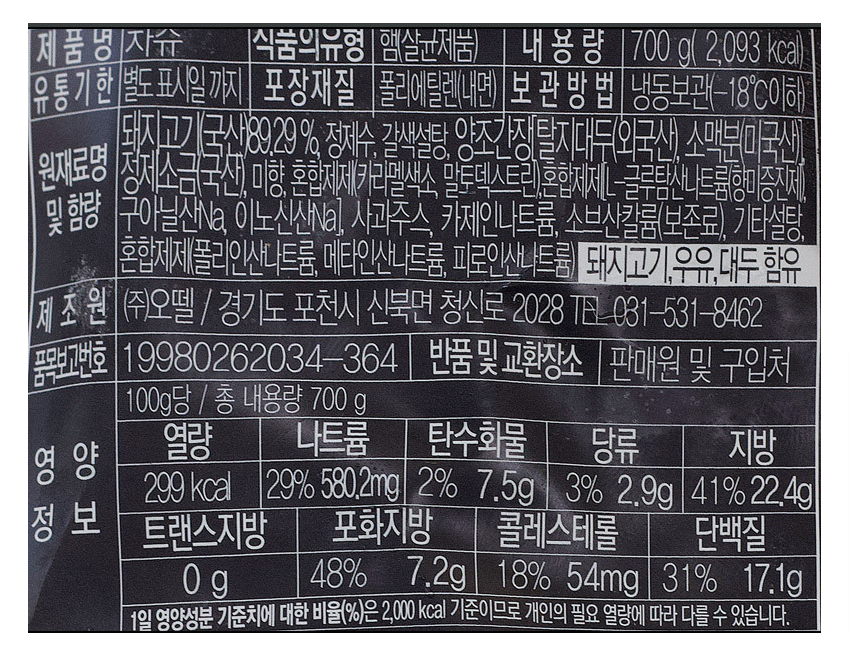 제품명 차슈 식품의유형 햄(살균제품) 내용량 700 g( 2,093 kcal)
유통기한 별도 표시일 까지 포장재질 폴리에틸렌(내면) 보관방법 냉동보관(-18℃이하)
원재료명 및 함량
돼지고기(국산)89.29 %, 정제수, 갈색설탕, 양조간장[탈지대두(외국산), 소맥분(미국산),
정제소금(국산), 미향, 혼합제제(카라멜색소, 말토덱스트린),혼합제제[L-글루탐산나트륨(향미증진제),
구아닐산Na, 이노신산Na], 사과주스, 카제인나트륨, 소브산칼륨(보존료), 기타설탕,
혼합제제(폴리인산나트륨, 메타인산나트륨, 피로인산나트륨) 돼지고기,우유,대두 함유
제조원 (주)오뗄 / 경기도 포천시 신북면 청신로 2028 TEL 031-531-8462
품목보고번호 19980262034-364 반품 및 교환장소 판매원 및 구입처
영양정보
100g당 / 총 내용량 700 g
열량 나트륨 탄수화물 당류 지방
299 kcal 29% 580.2mg 2% 7.5g 3% 2.9g 41% 22.4g
트랜스지방 포화지방 콜레스테롤 단백질
0 g 48% 7.2g 18% 54mg 31% 17.1g
1일 영양성분 기준치에 대한 비율(%)은 2,000 kcal 기준이므로 개인의 필요 열량에 따라 다를 수 있습니다.